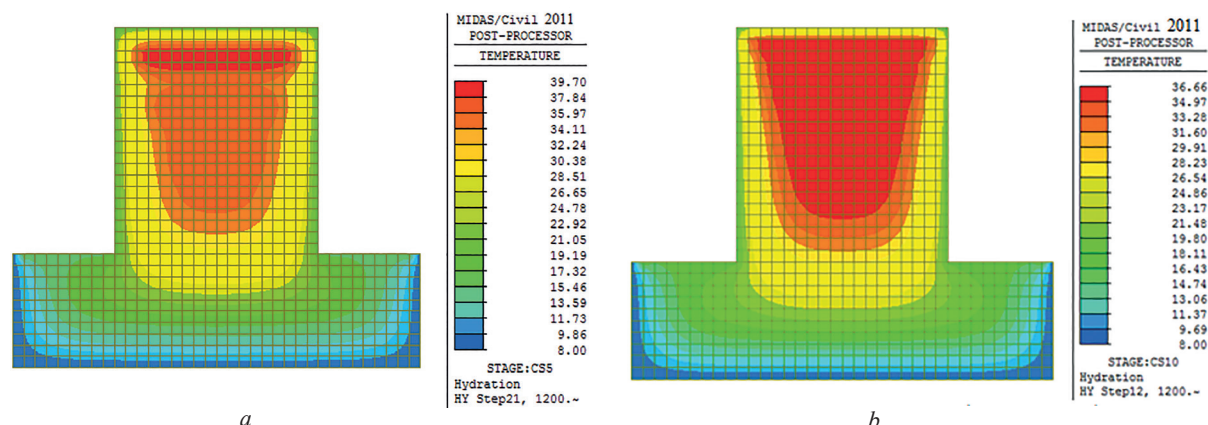 MIDAS/Civil 2011
POST-PROCESSOR
TEMPERATURE
39.70
37.84
35.97
34.11
32.24
30.38
28.51
26.65
24.78
22.92
21.05
19.19
17.32
15.46
13.59
11.73
9.86
8.00
STAGE:CS5
Hydration
HY Step21, 1200.~
a
MIDAS/Civil 2011
POST-PROCESSOR
TEMPERATURE
36.66
34.97
33.28
31.60
29.91
28.23
26.54
24.86
23.17
21.48
19.80
18.11
16.43
14.74
13.06
11.37
9.69
8.00
STAGE:CS10
Hydration
HY Step12, 1200.~
b